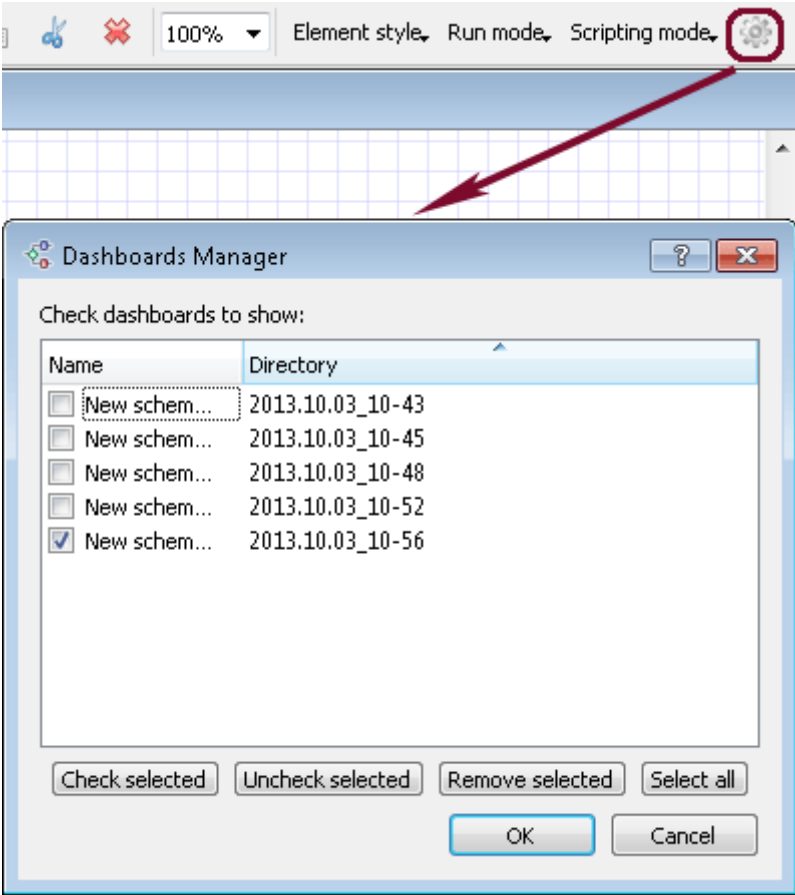 100% Element style Run mode Scripting mode
Dashboards Manager ?
Check dashboards to show:
Name Directory
New schem... 2013.10.03_10-43
New schem... 2013.10.03_10-45
New schem... 2013.10.03_10-48
New schem... 2013.10.03_10-52
New schem... 2013.10.03_10-56
Check selected Uncheck selected Remove selected Select all
OK Cancel